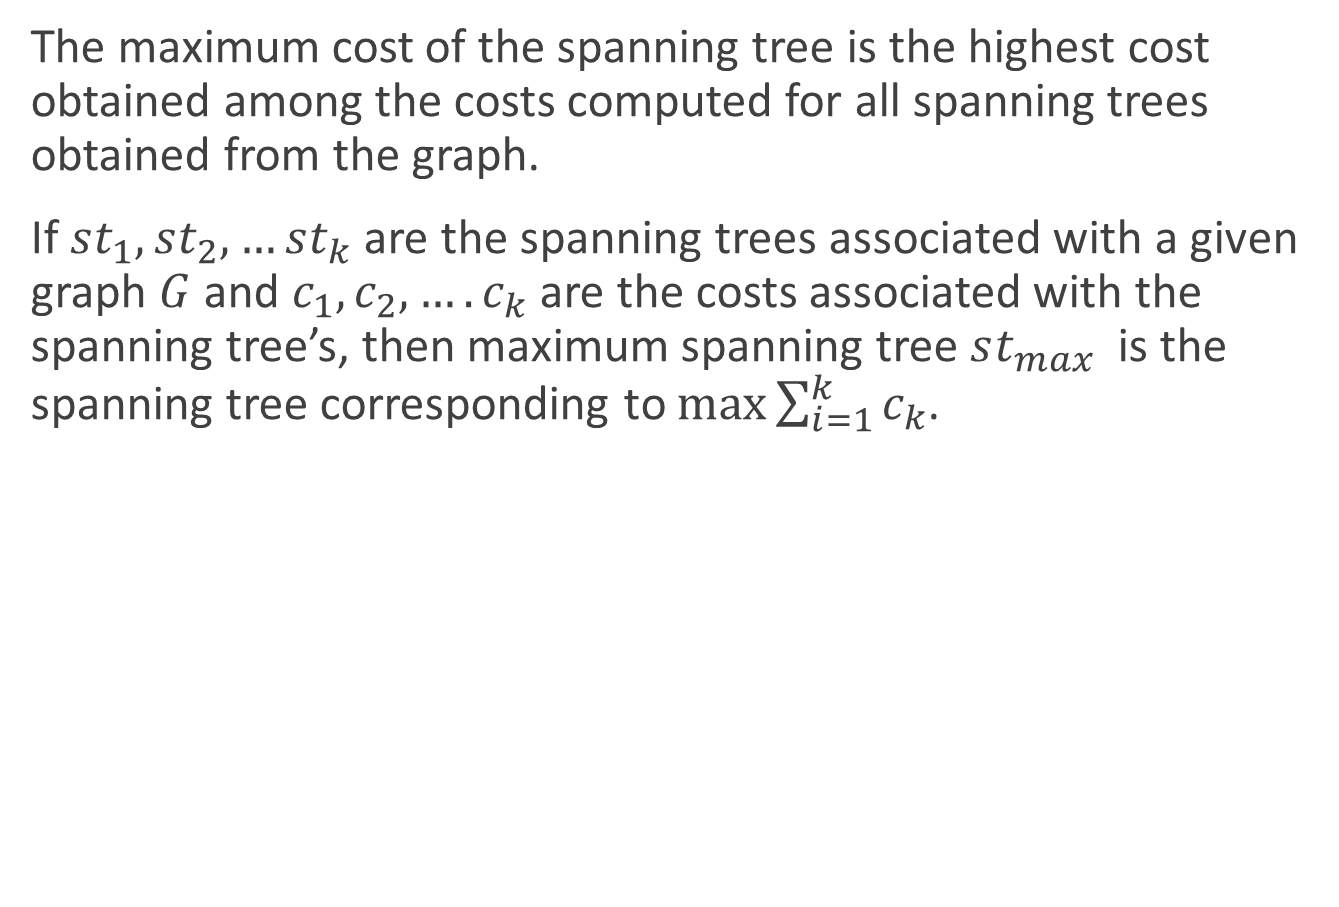 The maximum cost of the spanning tree is the highest cost
obtained among the costs computed for all spanning trees
obtained from the graph.
If st₁, st₂, … stₖ are the spanning trees associated with a given
graph G and c₁, c₂, … . cₖ are the costs associated with the
spanning tree’s, then maximum spanning tree st_max is the
spanning tree corresponding to max ∑ᵏᵢ₌₁ cₖ.